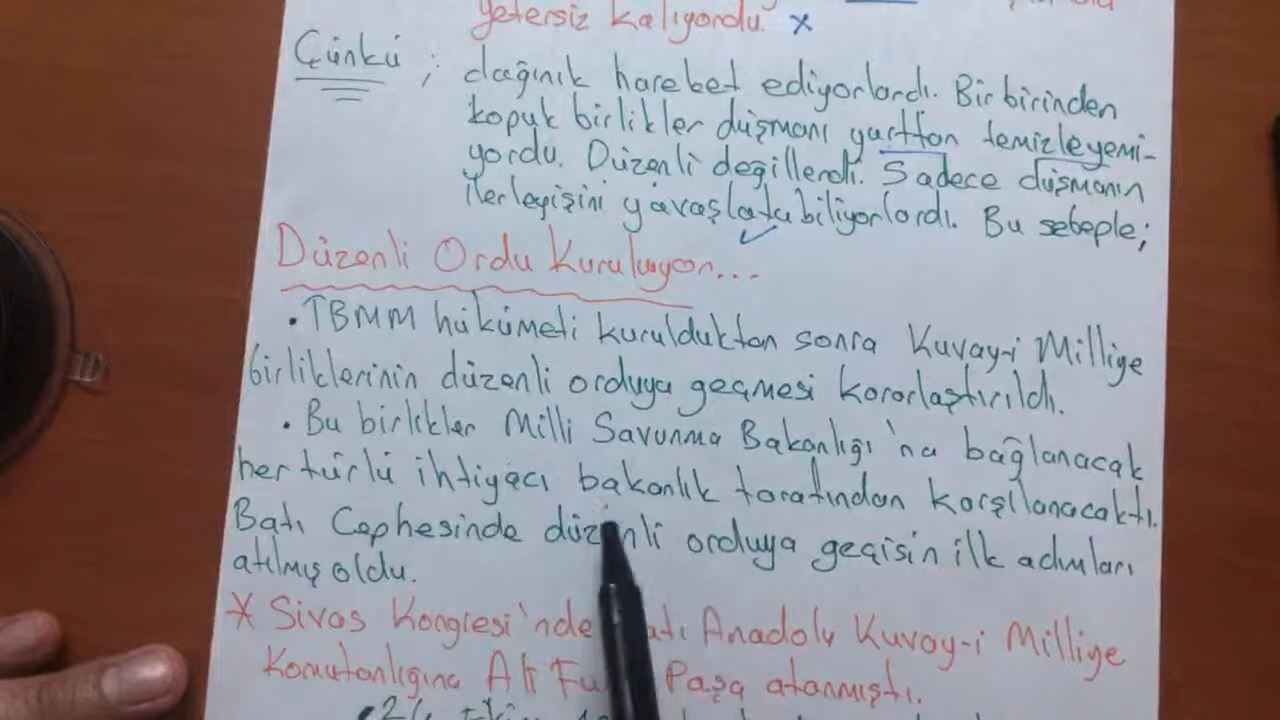 yetersiz kalıyordu. x
Çünkü ; dağınık hareket ediyorlardı. Birbirinden
kopuk birlikler düşmanı yurttan temizleyemi-
yordu. Düzenli değillerdi. Sadece düşmanın
ilerleyişini yavaşlatabiliyorlardı. Bu sebeple;
Düzenli Ordu Kuruluyor...
• TBMM hükümeti kurulduktan sonra Kuvay-i Milliye
birliklerinin düzenli orduya geçmesi kararlaştırıldı.
• Bu birlikler Milli Savunma Bakanlığı'na bağlanacak
her türlü ihtiyacı bakanlık tarafından karşılanacaktı.
Batı Cephesinde düzenli orduya geçişin ilk adımları
atılmış oldu.
* Sivas Kongresi'nde Anadolu Kuvay-i Milliye
Komutanlığına Ali Paşa atanmıştı.